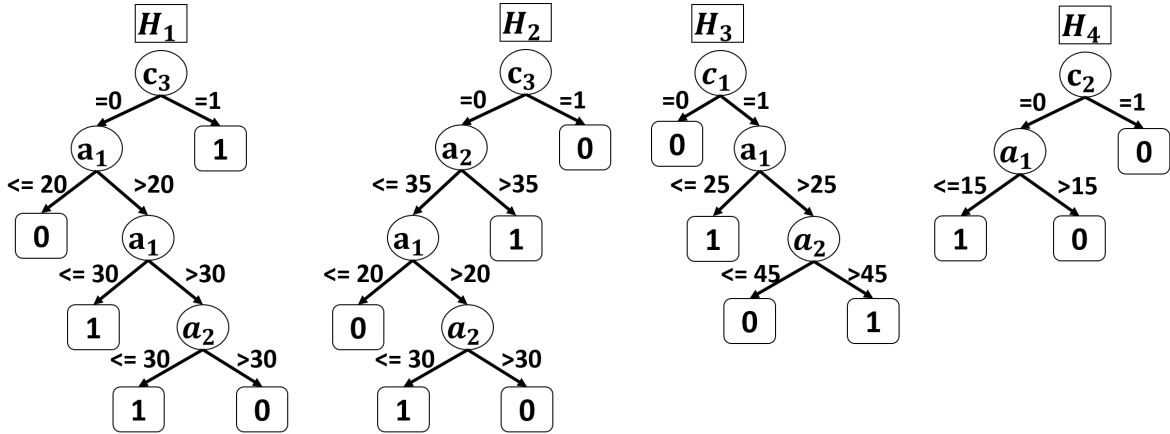 H₁ H₂ H₃ H₄
c₃ c₃ c₁ c₂
=0 =1 =0 =1 =0 =1 =0 =1
a₁ 1 a₂ 0 0 a₁ a₁ 0
<= 20 >20 <= 35 >35 <= 25 >25 <=15 >15
0 a₁ a₁ 1 1 a₂ 1 0
<= 30 >30 <= 20 >20 <= 45 >45
1 a₂ 0 a₂ 0 1
<= 30 >30 <= 30 >30
1 0 1 0